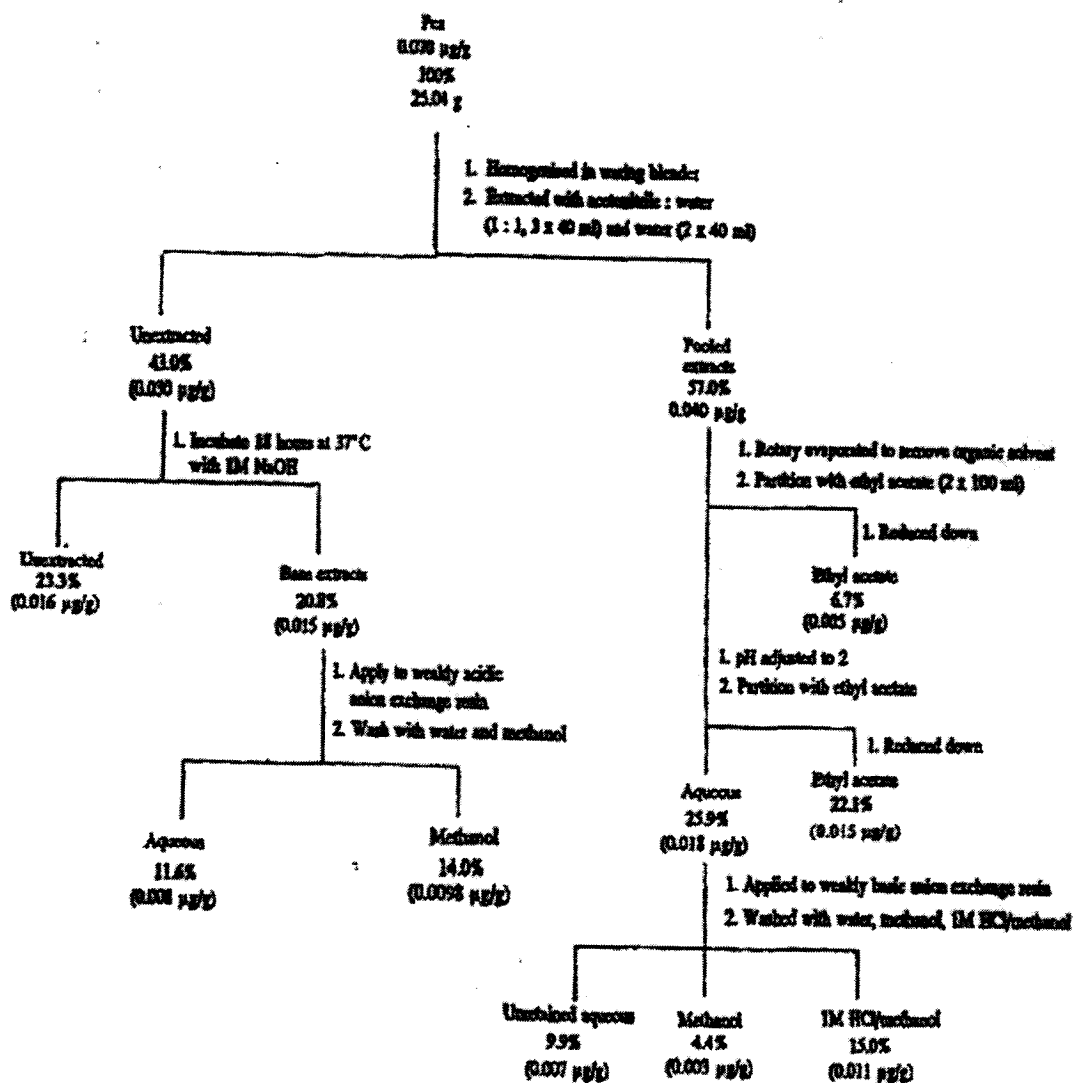 Pea
µg/g
100%
25.04 g
1. Homogenised in waring blender
2. Extracted with acetonitrile : water
(1 : 1, 3 x 40 ml) and water (2 x 40 ml)
Unextracted
43.0%
(0.030 µg/g)
Pooled
extracts
57.0%
0.040 µg/g
1. Incubate 18 hours at 37°C
with 1M NaOH
1. Rotary evaporated to remove organic solvent
2. Partition with ethyl acetate (2 x 100 ml)
1. Reduced down
Unextracted
23.3%
(0.016 µg/g)
Base extracts
20.8%
(0.015 µg/g)
Ethyl acetate
6.7%
(0.005 µg/g)
1. Apply to weakly acidic
anion exchange resin
2. Wash with water and methanol
1. pH adjusted to 2
2. Partition with ethyl acetate
1. Reduced down
Aqueous
25.9%
(0.018 µg/g)
Ethyl acetate
22.1%
(0.015 µg/g)
Aqueous
11.6%
(0.008 µg/g)
Methanol
14.0%
(0.0098 µg/g)
1. Applied to weakly basic anion exchange resin
2. Washed with water, methanol, 1M HCl/methanol
Unretained aqueous
9.9%
(0.007 µg/g)
Methanol
4.4%
(0.003 µg/g)
1M HCl/methanol
15.0%
(0.011 µg/g)